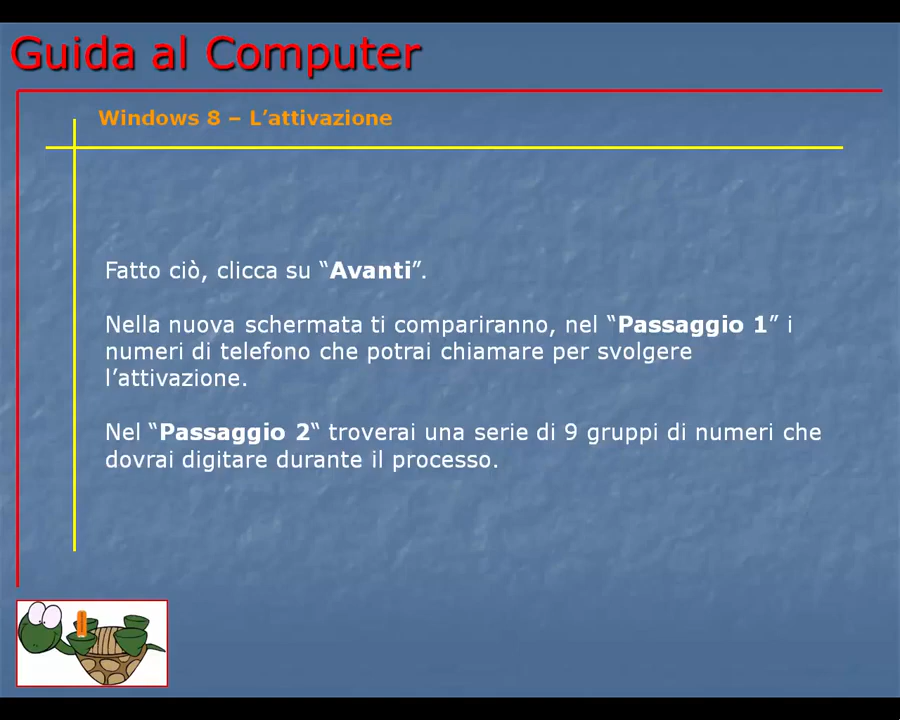 Guida al Computer
Windows 8 – L’attivazione
Fatto ciò, clicca su “Avanti”.
Nella nuova schermata ti compariranno, nel “Passaggio 1” i
numeri di telefono che potrai chiamare per svolgere
l’attivazione.
Nel “Passaggio 2“ troverai una serie di 9 gruppi di numeri che
dovrai digitare durante il processo.